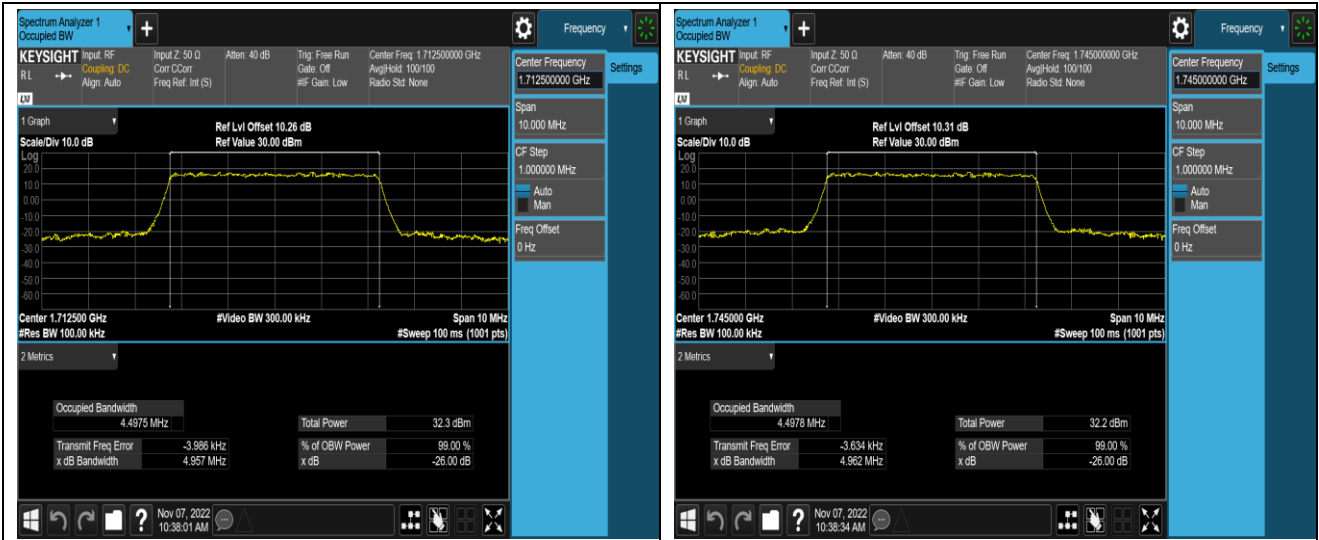 Spectrum Analyzer 1
Occupied BW
Frequency
KEYSIGHT
Input: RF
Coupling: DC
Align: Auto
Input Z: 50 Ω
Corr CCorr
Freq Ref: Int (S)
Atten: 40 dB
Trig: Free Run
Gate: Off
#IF Gain: Low
Center Freq: 1.712500000 GHz
Avg|Hold: 100/100
Radio Std: None
RL
LXI
Center Frequency
1.712500000 GHz
Settings
Span
10.000 MHz
CF Step
1.000000 MHz
Auto
Man
Freq Offset
0 Hz
1 Graph
Scale/Div 10.0 dB
Ref Lvl Offset 10.26 dB
Ref Value 30.00 dBm
Log
20.0
10.0
0.00
-10.0
-20.0
-30.0
-40.0
-50.0
-60.0
Center 1.712500 GHz
#Video BW 300.00 kHz
Span 10 MHz
#Res BW 100.00 kHz
#Sweep 100 ms (1001 pts)
2 Metrics
Occupied Bandwidth
4.4975 MHz
Total Power 32.3 dBm
Transmit Freq Error -3.986 kHz
% of OBW Power 99.00 %
x dB Bandwidth 4.957 MHz
x dB -26.00 dB
Nov 07, 2022
10:38:01 AM
Spectrum Analyzer 1
Occupied BW
Frequency
KEYSIGHT
Input: RF
Coupling: DC
Align: Auto
Input Z: 50 Ω
Corr CCorr
Freq Ref: Int (S)
Atten: 40 dB
Trig: Free Run
Gate: Off
#IF Gain: Low
Center Freq: 1.745000000 GHz
Avg|Hold: 100/100
Radio Std: None
RL
LXI
Center Frequency
1.745000000 GHz
Settings
Span
10.000 MHz
CF Step
1.000000 MHz
Auto
Man
Freq Offset
0 Hz
1 Graph
Scale/Div 10.0 dB
Ref Lvl Offset 10.31 dB
Ref Value 30.00 dBm
Log
20.0
10.0
0.00
-10.0
-20.0
-30.0
-40.0
-50.0
-60.0
Center 1.745000 GHz
#Video BW 300.00 kHz
Span 10 MHz
#Res BW 100.00 kHz
#Sweep 100 ms (1001 pts)
2 Metrics
Occupied Bandwidth
4.4978 MHz
Total Power 32.2 dBm
Transmit Freq Error -3.634 kHz
% of OBW Power 99.00 %
x dB Bandwidth 4.962 MHz
x dB -26.00 dB
Nov 07, 2022
10:38:34 AM